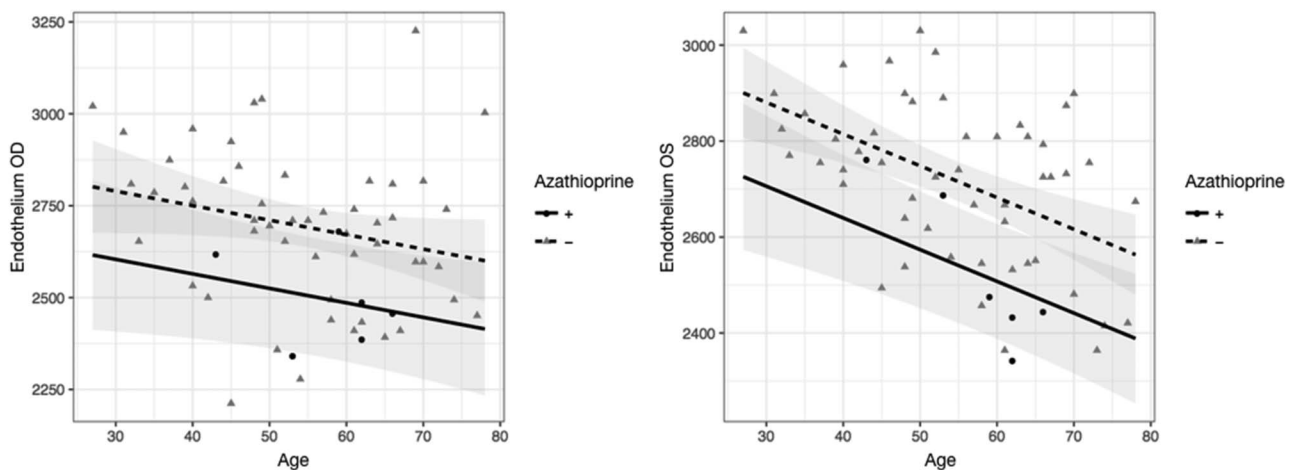 3250
3000
2750
2500
2250
Endothelium OD
30 40 50 60 70 80
Age
Azathioprine
+
−
3000
2800
2600
2400
Endothelium OS
30 40 50 60 70 80
Age
Azathioprine
+
−